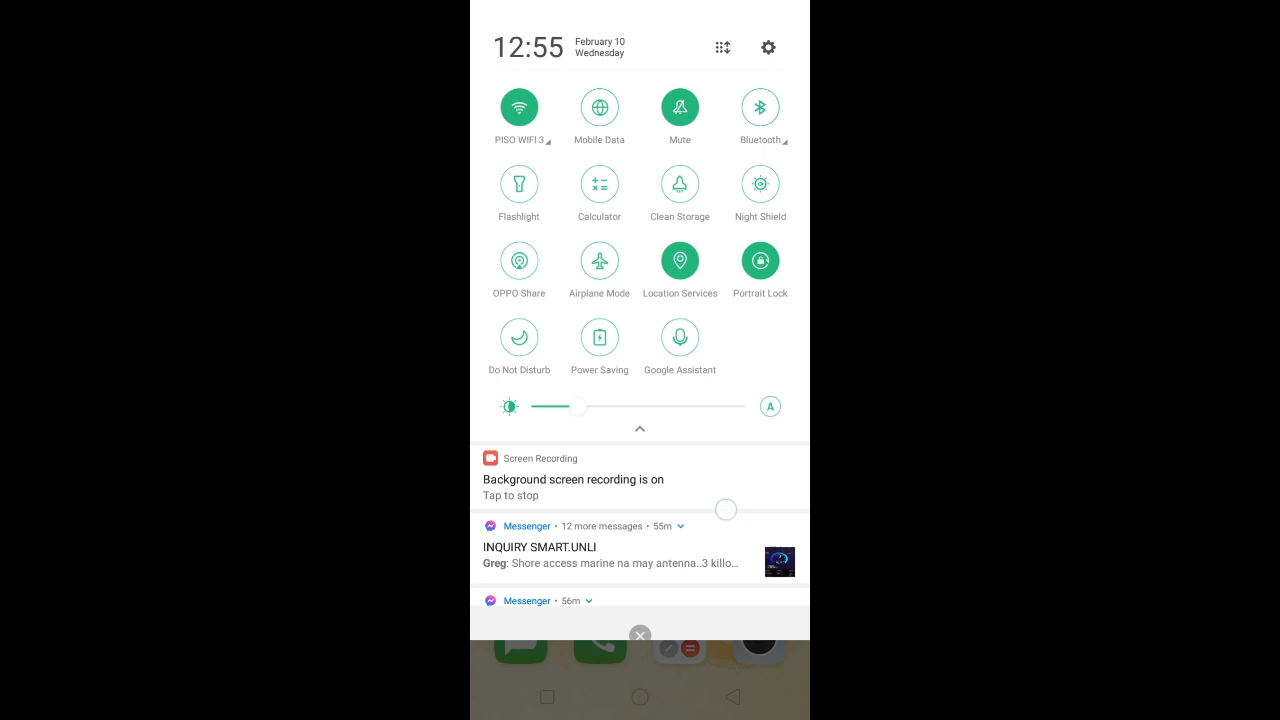 12:55
February 10
Wednesday
PISO WIFI 3
Mobile Data
Mute
Bluetooth
Flashlight
Calculator
Clean Storage
Night Shield
OPPO Share
Airplane Mode
Location Services
Portrait Lock
Do Not Disturb
Power Saving
Google Assistant
A
Screen Recording
Background screen recording is on
Tap to stop
Messenger • 12 more messages • 55m
INQUIRY SMART.UNLI
Greg: Shore access marine na may antenna..3 killo...
Messenger • 56m